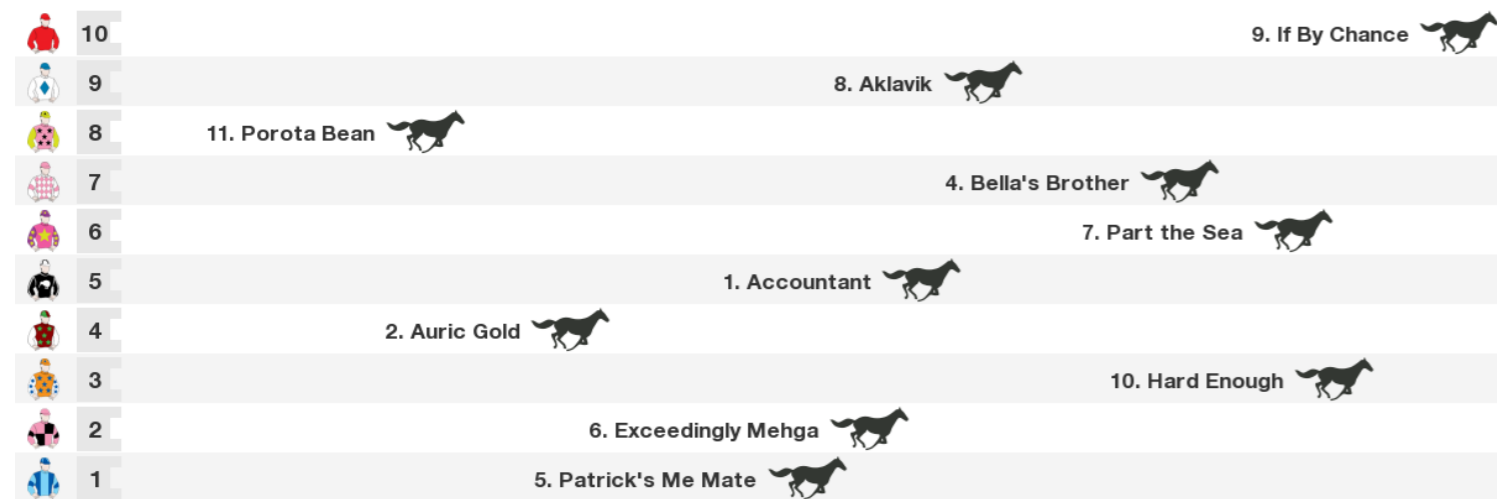 10 9. If By Chance
9 8. Aklavik
8 11. Porota Bean
7 4. Bella's Brother
6 7. Part the Sea
5 1. Accountant
4 2. Auric Gold
3 10. Hard Enough
2 6. Exceedingly Mehga
1 5. Patrick's Me Mate